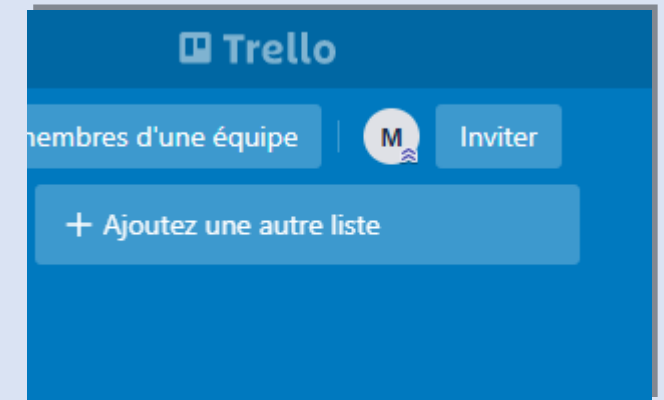 Trello
membres d'une équipe M Inviter
+ Ajoutez une autre liste